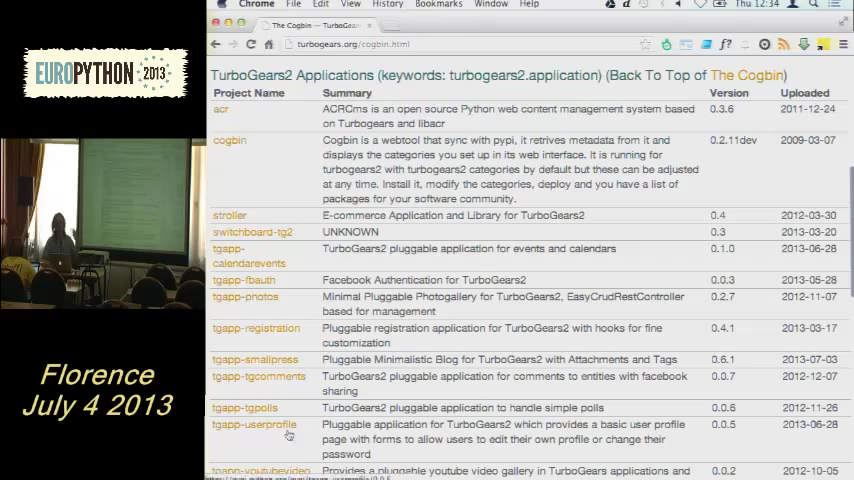 Chrome File Edit View History Bookmarks Window Help
Thu 12:34
The Cogbin — TurboGear
turbogears.org/cogbin.html
EUROPYTHON 2013
TurboGears2 Applications (keywords: turbogears2.application) (Back To Top of The Cogbin)
Project Name Summary Version Uploaded
acr ACRCms is an open source Python web content management system based 0.3.6 2011-12-24
on Turbogears and libacr
cogbin Cogbin is a webtool that sync with pypi, it retrives metadata from it and 0.2.11dev 2009-03-07
displays the categories you set up in its web interface. It is running for
turbogears2 with turbogears2 categories by default but these can be adjusted
at any time. Install it, modify the categories, deploy and you have a list of
packages for your software community.
stroller E-commerce Application and Library for TurboGears2 0.4 2012-03-30
switchboard-tg2 UNKNOWN 0.3 2013-03-20
tgapp- TurboGears2 pluggable application for events and calendars 0.1.0 2013-06-28
calendarevents
tgapp-fbauth Facebook Authentication for TurboGears2 0.0.3 2013-05-28
tgapp-photos Minimal Pluggable Photogallery for TurboGears2, EasyCrudRestController 0.2.7 2012-11-07
based for management
tgapp-registration Pluggable registration application for TurboGears2 with hooks for fine 0.4.1 2013-03-17
customization
tgapp-smallpress Pluggable Minimalistic Blog for TurboGears2 with Attachments and Tags 0.6.1 2013-07-03
tgapp-tgcomments TurboGears2 pluggable application for comments to entities with facebook 0.0.7 2012-12-07
sharing
tgapp-tgpolls TurboGears2 pluggable application to handle simple polls 0.0.6 2012-11-26
tgapp-userprofile Pluggable application for TurboGears2 which provides a basic user profile 0.0.5 2013-06-28
page with forms to allow users to edit their own profile or change their
password
tgapp-youtubevideo Provides a pluggable youtube video gallery in TurboGears applications and 0.0.2 2012-10-05
Florence
July 4 2013